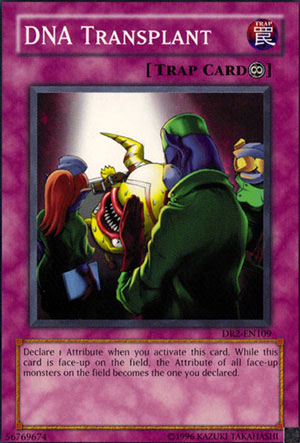 DNA TRANSPLANT
TRAP
罠
[TRAP CARD]
DR2-EN109
Declare 1 Attribute when you activate this card. While this
card is face-up on the field, the Attribute of all face-up
monsters on the field becomes the one you declared.
56769674
©1996 KAZUKI TAKAHASHI